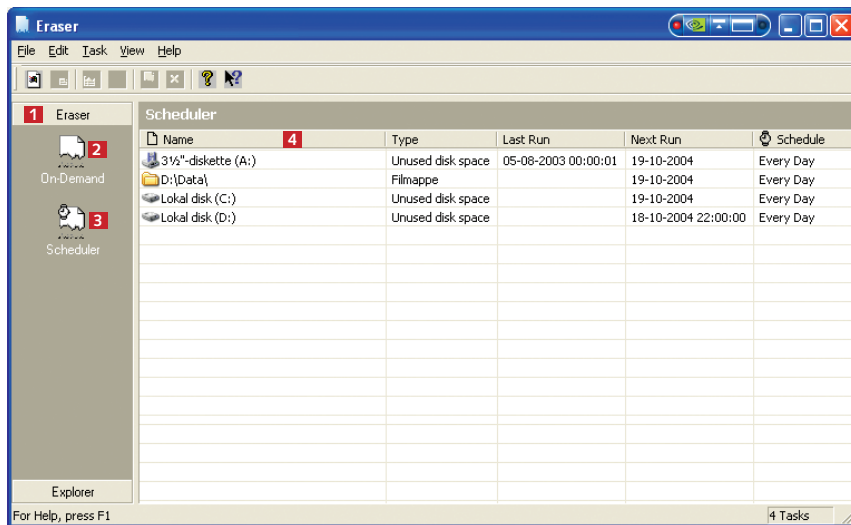 Eraser
File Edit Task View Help
1 Eraser
2
On-Demand
3
Scheduler
Explorer
Scheduler
Name 4 Type Last Run Next Run Schedule
3½"-diskette (A:) Unused disk space 05-08-2003 00:00:01 19-10-2004 Every Day
D:\Data\ Filmappe 19-10-2004 Every Day
Lokal disk (C:) Unused disk space 19-10-2004 Every Day
Lokal disk (D:) Unused disk space 18-10-2004 22:00:00 Every Day
For Help, press F1 4 Tasks